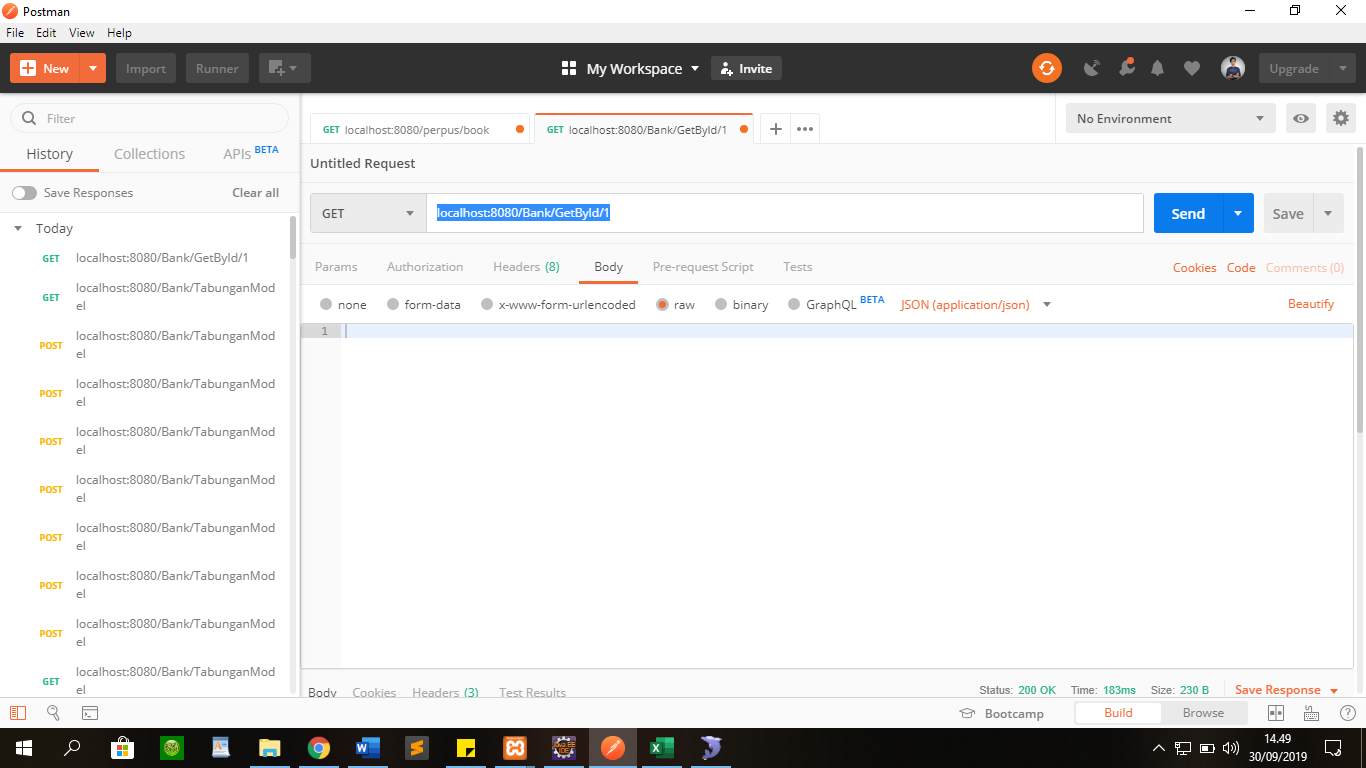 Postman
File Edit View Help
New Import Runner My Workspace Invite Upgrade
Filter
History Collections APIs BETA
Save Responses Clear all
Today
GET localhost:8080/Bank/GetById/1
GET localhost:8080/Bank/TabunganMod
el
POST localhost:8080/Bank/TabunganMod
el
POST localhost:8080/Bank/TabunganMod
el
POST localhost:8080/Bank/TabunganMod
el
POST localhost:8080/Bank/TabunganMod
el
POST localhost:8080/Bank/TabunganMod
el
POST localhost:8080/Bank/TabunganMod
el
POST localhost:8080/Bank/TabunganMod
el
GET localhost:8080/Bank/TabunganMod
el
GET localhost:8080/perpus/book GET localhost:8080/Bank/GetById/1 No Environment
Untitled Request
GET localhost:8080/Bank/GetById/1 Send Save
Params Authorization Headers (8) Body Pre-request Script Tests Cookies Code Comments (0)
none form-data x-www-form-urlencoded raw binary GraphQL BETA JSON (application/json) Beautify
1
Body Cookies Headers (3) Test Results Status: 200 OK Time: 183ms Size: 230 B Save Response
Bootcamp Build Browse
14.49
30/09/2019